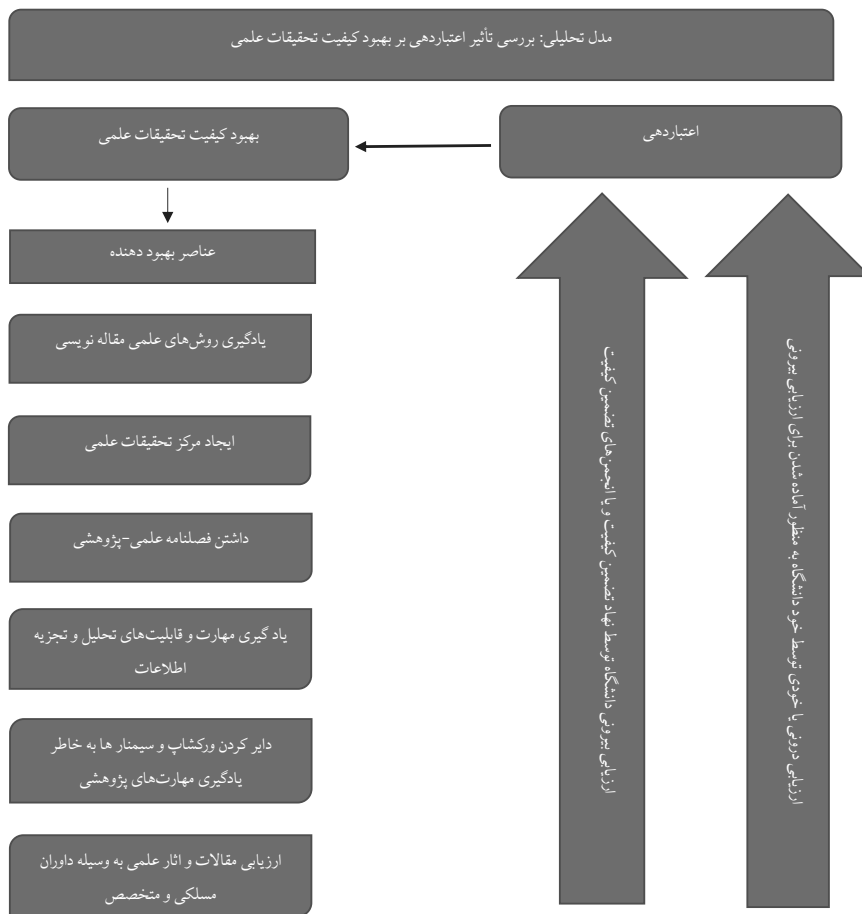 مدل تحلیلی: بررسی تأثیر اعتباردهی بر بهبود کیفیت تحقیقات علمی
اعتباردهی
بهبود کیفیت تحقیقات علمی
عناصر بهبود دهنده
یادگیری روش‌های علمی مقاله نویسی
ایجاد مرکز تحقیقات علمی
داشتن فصلنامه علمی-پژوهشی
یاد گیری مهارت و قابلیت‌های تحلیل و تجزیه
اطلاعات
دایر کردن ورکشاپ و سیمنار ها به خاطر
یادگیری مهارت‌های پژوهشی
ارزیابی مقالات و اثار علمی به وسیله داوران
مسلکی و متخصص
ارزیابی درونی یا خودی توسط خود دانشگاه به منظور آماده شدن برای ارزیابی بیرونی
ارزیابی بیرونی دانشگاه توسط نهاد تضمین کیفیت و یا انجمن‌های تضمین کیفیت